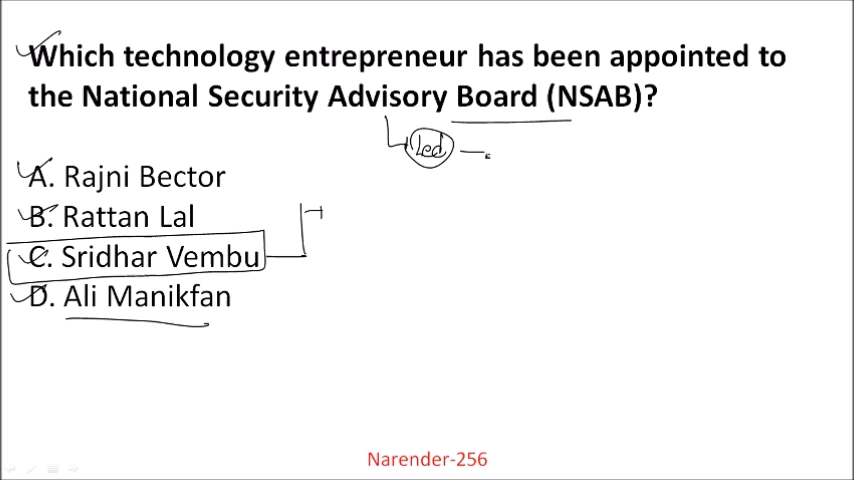 Which technology entrepreneur has been appointed to
the National Security Advisory Board (NSAB)?
Led
A. Rajni Bector
B. Rattan Lal
C. Sridhar Vembu
D. Ali Manikfan
Narender-256